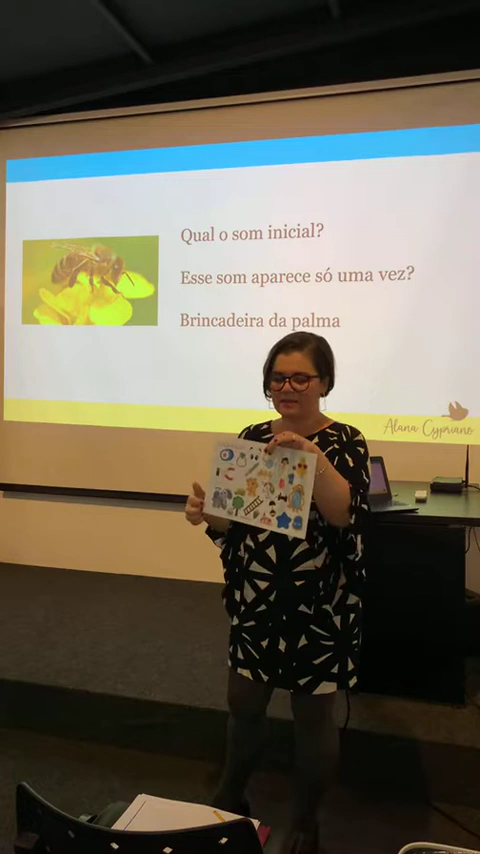 Qual o som inicial?
Esse som aparece só uma vez?
Brincadeira da palma
Alana Cypriano